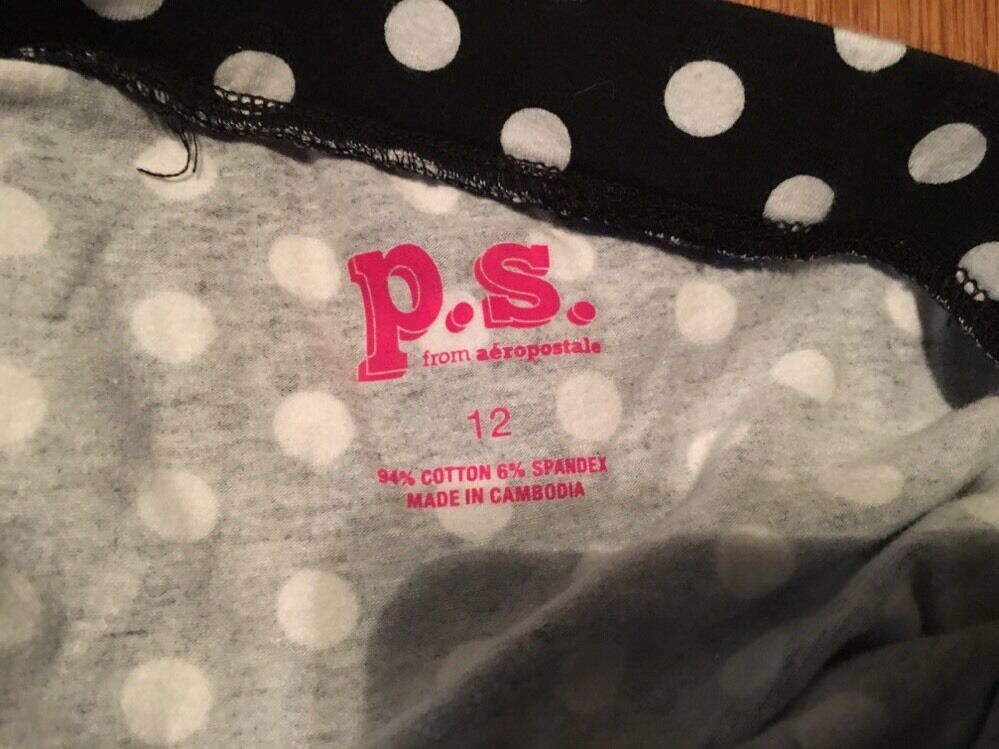 p.s.
from aéropostale
12
94% COTTON 6% SPANDEX
MADE IN CAMBODIA